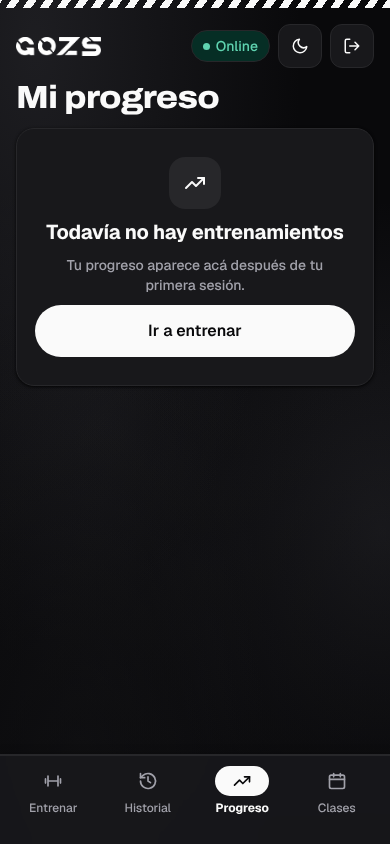 GOZS
Online
Mi progreso
Todavía no hay entrenamientos
Tu progreso aparece acá después de tu
primera sesión.
Ir a entrenar
Entrenar
Historial
Progreso
Clases